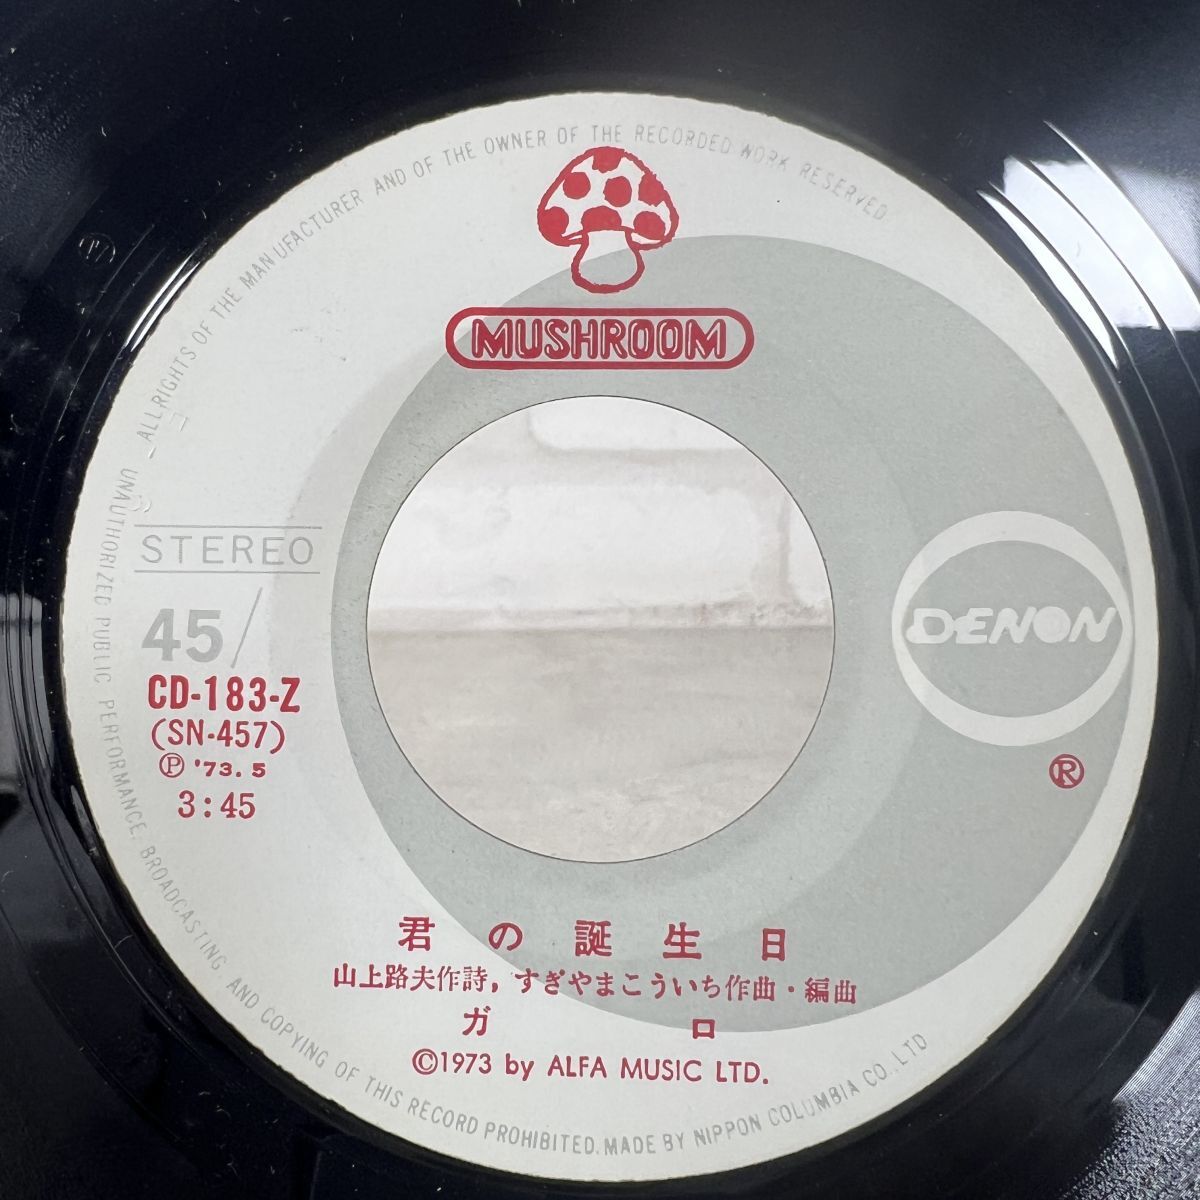 ALL RIGHTS OF THE MANUFACTURER AND OF THE OWNER OF THE RECORDED WORK RESERVED
MUSHROOM
STEREO
45/
CD-183-Z
(SN-457)
Ⓟ '73.5
3:45
DENON
®
君の誕生日
山上路夫作詩，すぎやまこういち作曲・編曲
ガロ
©1973 by ALFA MUSIC LTD.
UNAUTHORIZED PUBLIC PERFORMANCE, BROADCASTING AND COPYING OF THIS RECORD PROHIBITED. MADE BY NIPPON COLUMBIA CO., LTD